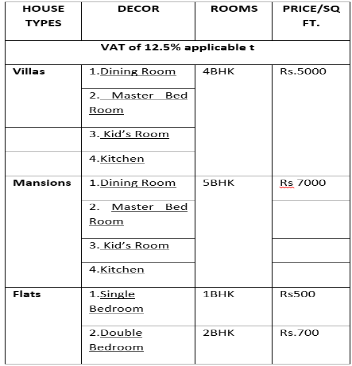 HOUSE TYPES DECOR ROOMS PRICE/SQ FT.
VAT of 12.5% applicable t
Villas 1.Dining Room 4BHK Rs.5000
2. Master Bed Room
3. Kid's Room
4.Kitchen
Mansions 1.Dining Room 5BHK Rs 7000
2. Master Bed Room
3. Kid's Room
4.Kitchen
Flats 1.Single Bedroom 1BHK Rs500
2.Double Bedroom 2BHK Rs.700